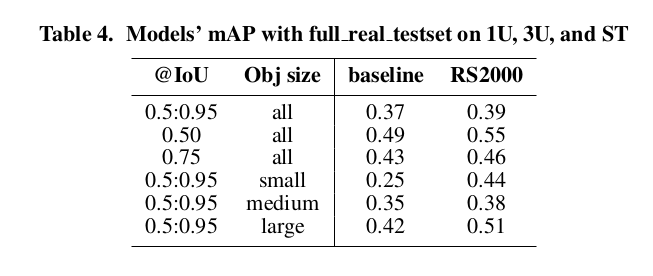 Table 4. Models' mAP with full_real_testset on 1U, 3U, and ST
@IoU Obj size baseline RS2000
0.5:0.95 all 0.37 0.39
0.50 all 0.49 0.55
0.75 all 0.43 0.46
0.5:0.95 small 0.25 0.44
0.5:0.95 medium 0.35 0.38
0.5:0.95 large 0.42 0.51